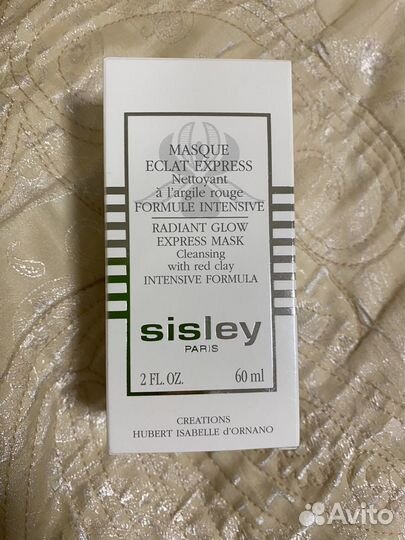 MASQUE
ECLAT EXPRESS
Nettoyant
à l'argile rouge
FORMULE INTENSIVE
RADIANT GLOW
EXPRESS MASK
Cleansing
with red clay
INTENSIVE FORMULA
sisley
PARIS
2 FL.OZ. 60 ml
CREATIONS
HUBERT ISABELLE d'ORNANO
Avito